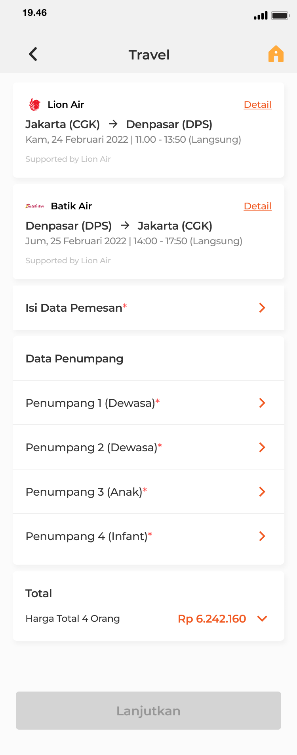 19.46
Travel
Lion Air
Detail
Jakarta (CGK) → Denpasar (DPS)
Kam, 24 Februari 2022 | 11.00 - 13:50 (Langsung)
Supported by Lion Air
Batik Air
Detail
Denpasar (DPS) → Jakarta (CGK)
Jum, 25 Februari 2022 | 14:00 - 17:50 (Langsung)
Supported by Lion Air
Isi Data Pemesan*
Data Penumpang
Penumpang 1 (Dewasa)*
Penumpang 2 (Dewasa)*
Penumpang 3 (Anak)*
Penumpang 4 (Infant)*
Total
Harga Total 4 Orang
Rp 6.242.160
Lanjutkan